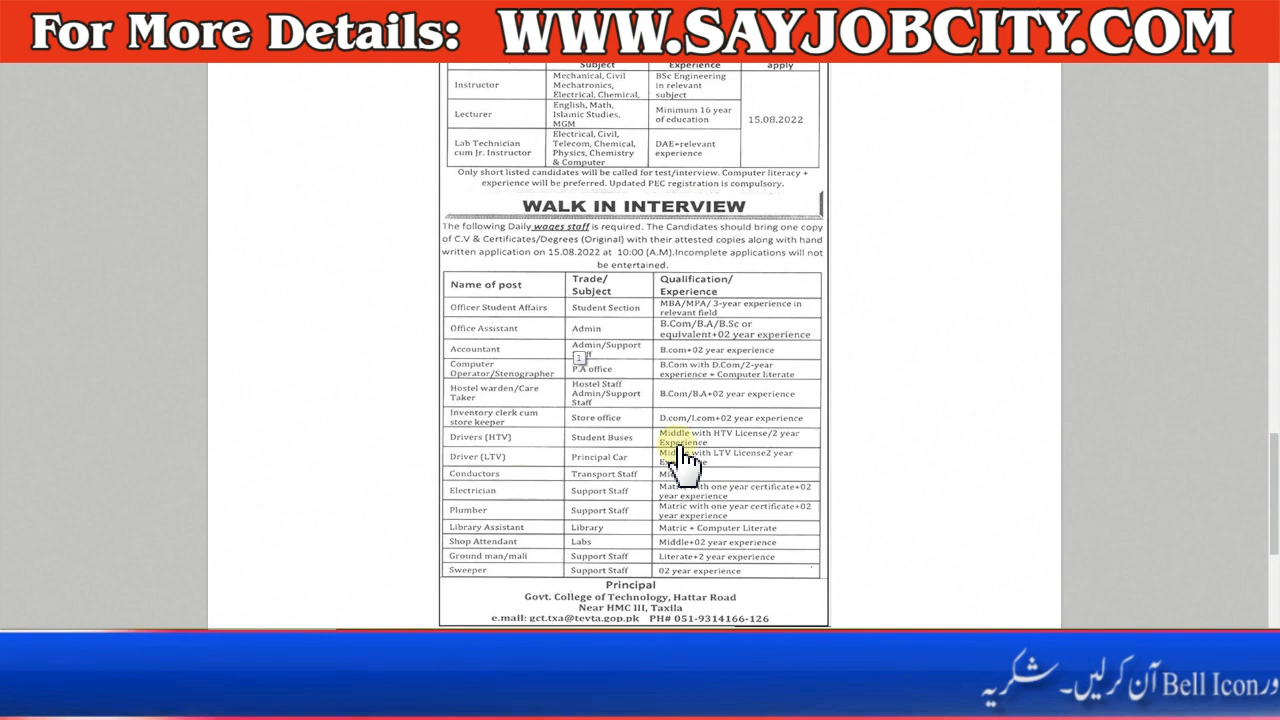 For More Details: WWW.SAYJOBCITY.COM
Subject Experience apply
Instructor
Mechanical, Civil
Mechatronics,
Electrical, Chemical,
BSc Engineering
in relevant
subject
Lecturer
English, Math,
Islamic Studies,
MGM
Minimum 16 year
of education
15.08.2022
Lab Technician
cum Jr. Instructor
Electrical, Civil,
Telecom, Chemical,
Physics, Chemistry
& Computer
DAE+relevant
experience
Only short listed candidates will be called for test/interview. Computer literacy +
experience will be preferred. Updated PEC registration is compulsory.
WALK IN INTERVIEW
The following Daily wages staff is required. The Candidates should bring one copy
of C.V & Certificates/Degrees (Original) with their attested copies along with hand
written application on 15.08.2022 at 10:00 (A.M).Incomplete applications will not
be entertained.
Name of post
Trade/
Subject
Qualification/
Experience
Officer Student Affairs
Student Section
MBA/MPA/ 3-year experience in
relevant field
Office Assistant
Admin
B.Com/B.A/B.Sc or
equivalent+02 year experience
Accountant
Admin/Support
1
B.com+02 year experience
Computer
Operator/Stenographer
P.A office
B.Com with D.Com/2-year
experience + Computer literate
Hostel warden/Care
Taker
Hostel Staff
Admin/Support
Staff
B.Com/B.A+02 year experience
Inventory clerk cum
store keeper
Store office
D.com/I.com+02 year experience
Drivers (HTV)
Student Buses
Middle with HTV License/2 year
Experience
Driver (LTV)
Principal Car
with LTV License2 year
Conductors
Transport Staff
Electrician
Support Staff
with one year certificate+02
year experience
Plumber
Support Staff
Matric with one year certificate+02
year experience
Library Assistant
Library
Matric + Computer Literate
Shop Attendant
Labs
Middle+02 year experience
Ground man/mali
Support Staff
Literate+2 year experience
Sweeper
Support Staff
02 year experience
Principal
Govt. College of Technology, Hattar Road
Near HMC III, Taxila
e.mail: gct.txa@tevta.gop.pk PH# 051-9314166-126
ور Bell Icon آن کرلیں۔ شکریہ